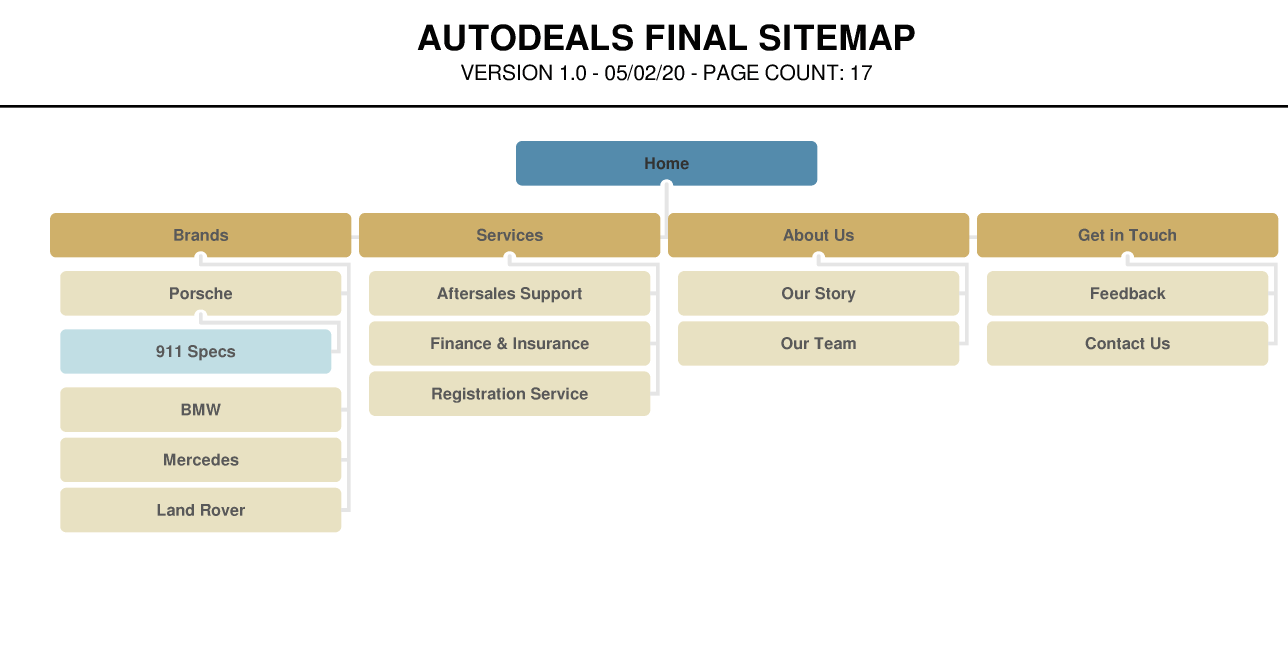 AUTODEALS FINAL SITEMAP
VERSION 1.0 - 05/02/20 - PAGE COUNT: 17
Home
Brands
Services
About Us
Get in Touch
Porsche
Aftersales Support
Our Story
Feedback
911 Specs
Finance & Insurance
Our Team
Contact Us
Registration Service
BMW
Mercedes
Land Rover